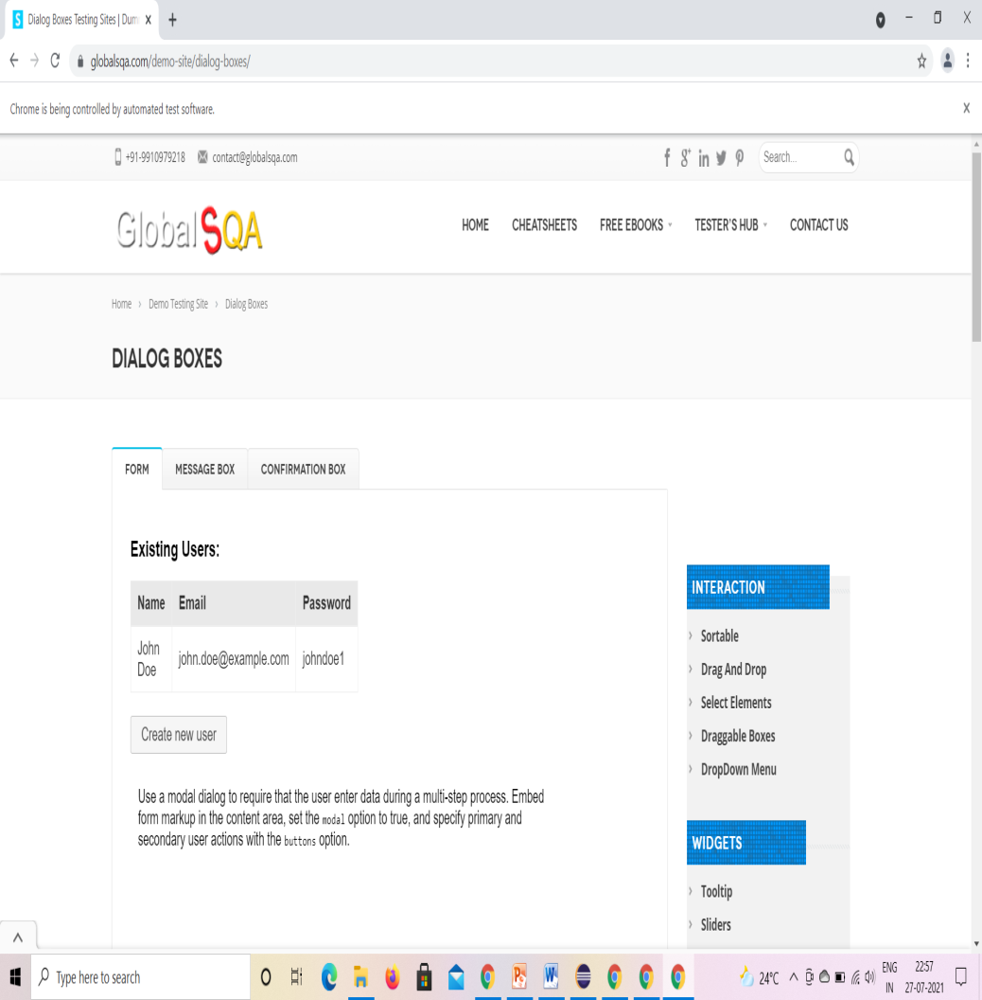 Dialog Boxes Testing Sites | Dum
globalsqa.com/demo-site/dialog-boxes/
Chrome is being controlled by automated test software.
+91-9910979218 contact@globalsqa.com
Search...
GlobalSQA
HOME CHEATSHEETS FREE EBOOKS TESTER'S HUB CONTACT US
Home › Demo Testing Site › Dialog Boxes
DIALOG BOXES
FORM MESSAGE BOX CONFIRMATION BOX
Existing Users:
Name Email Password
John Doe john.doe@example.com johndoe1
Create new user
Use a modal dialog to require that the user enter data during a multi-step process. Embed
form markup in the content area, set the modal option to true, and specify primary and
secondary user actions with the buttons option.
INTERACTION
Sortable
Drag And Drop
Select Elements
Draggable Boxes
DropDown Menu
WIDGETS
Tooltip
Sliders
Type here to search
24°C
ENG
IN
22:57
27-07-2021